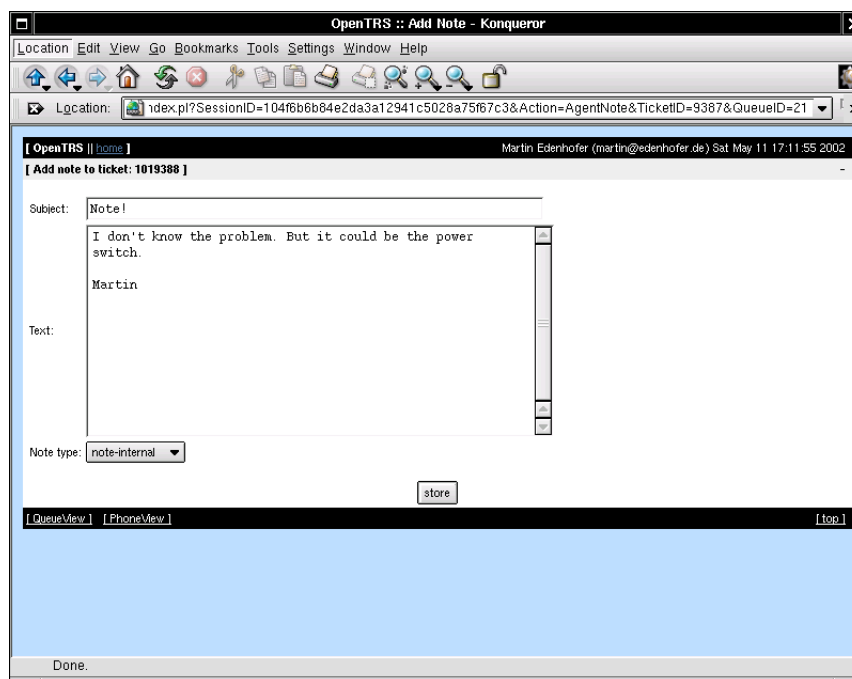 OpenTRS :: Add Note - Konqueror
Location Edit View Go Bookmarks Tools Settings Window Help
Location: ndex.pl?SessionID=104f6b6b84e2da3a12941c5028a75f67c3&Action=AgentNote&TicketID=9387&QueueID=21
[ OpenTRS || home ] Martin Edenhofer (martin@edenhofer.de) Sat May 11 17:11:55 2002
[ Add note to ticket: 1019388 ] -
Subject: Note!
I don't know the problem. But it could be the power
switch.
Martin
Text:
Note type: note-internal
store
[ QueueView ] [ PhoneView ] [ top ]
Done.